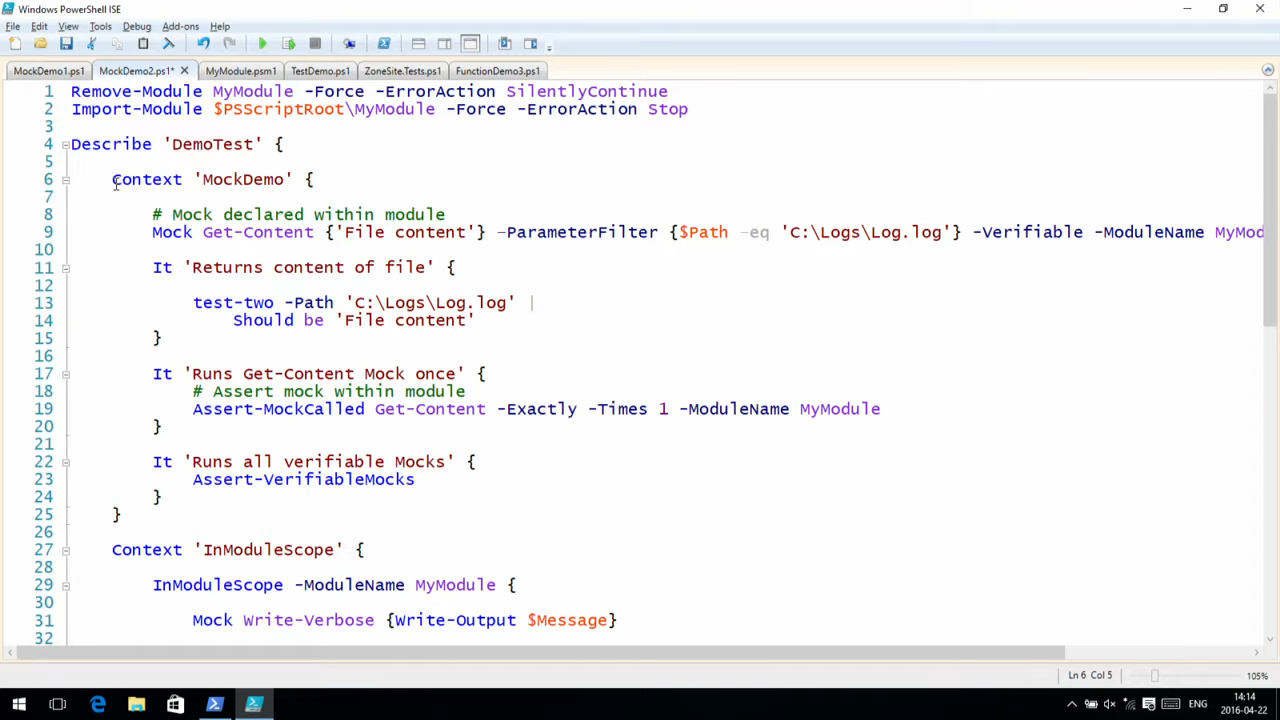 Windows PowerShell ISE
File Edit View Tools Debug Add-ons Help
MockDemo1.ps1 MockDemo2.ps1* MyModule.psm1 TestDemo.ps1 ZoneSite.Tests.ps1 FunctionDemo3.ps1
1 Remove-Module MyModule -Force -ErrorAction SilentlyContinue
2 Import-Module $PSScriptRoot\MyModule -Force -ErrorAction Stop
3
4 Describe 'DemoTest' {
5
6 Context 'MockDemo' {
7
8 # Mock declared within module
9 Mock Get-Content {'File content'} -ParameterFilter {$Path -eq 'C:\Logs\Log.log'} -Verifiable -ModuleName MyMod
10
11 It 'Returns content of file' {
12
13 test-two -Path 'C:\Logs\Log.log' |
14 Should be 'File content'
15 }
16
17 It 'Runs Get-Content Mock once' {
18 # Assert mock within module
19 Assert-MockCalled Get-Content -Exactly -Times 1 -ModuleName MyModule
20 }
21
22 It 'Runs all verifiable Mocks' {
23 Assert-VerifiableMocks
24 }
25 }
26
27 Context 'InModuleScope' {
28
29 InModuleScope -ModuleName MyModule {
30
31 Mock Write-Verbose {Write-Output $Message}
32
Ln 6 Col 5 105%
ENG
14:14
2016-04-22